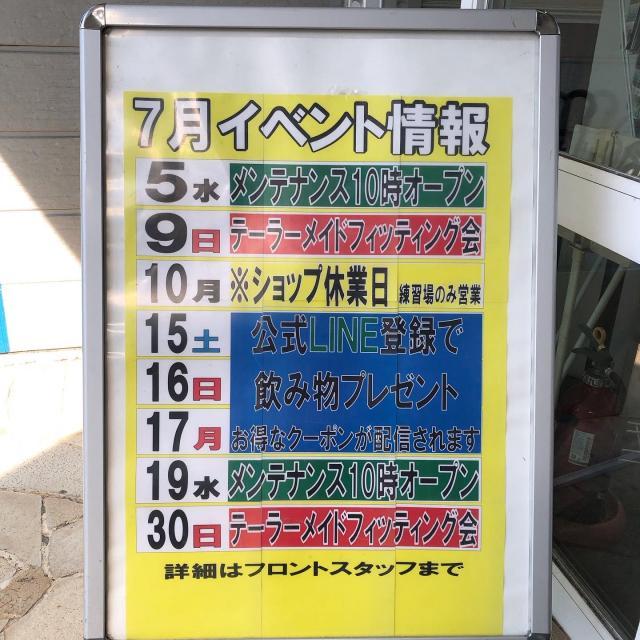 7月イベント情報
5水 メンテナンス10時オープン
9日 テーラーメイドフィッティング会
10月 ※ショップ休業日 練習場のみ営業
15土 公式LINE登録で
16日 飲み物プレゼント
17月 お得なクーポンが配信されます
19水 メンテナンス10時オープン
30日 テーラーメイドフィッティング会
詳細はフロントスタッフまで